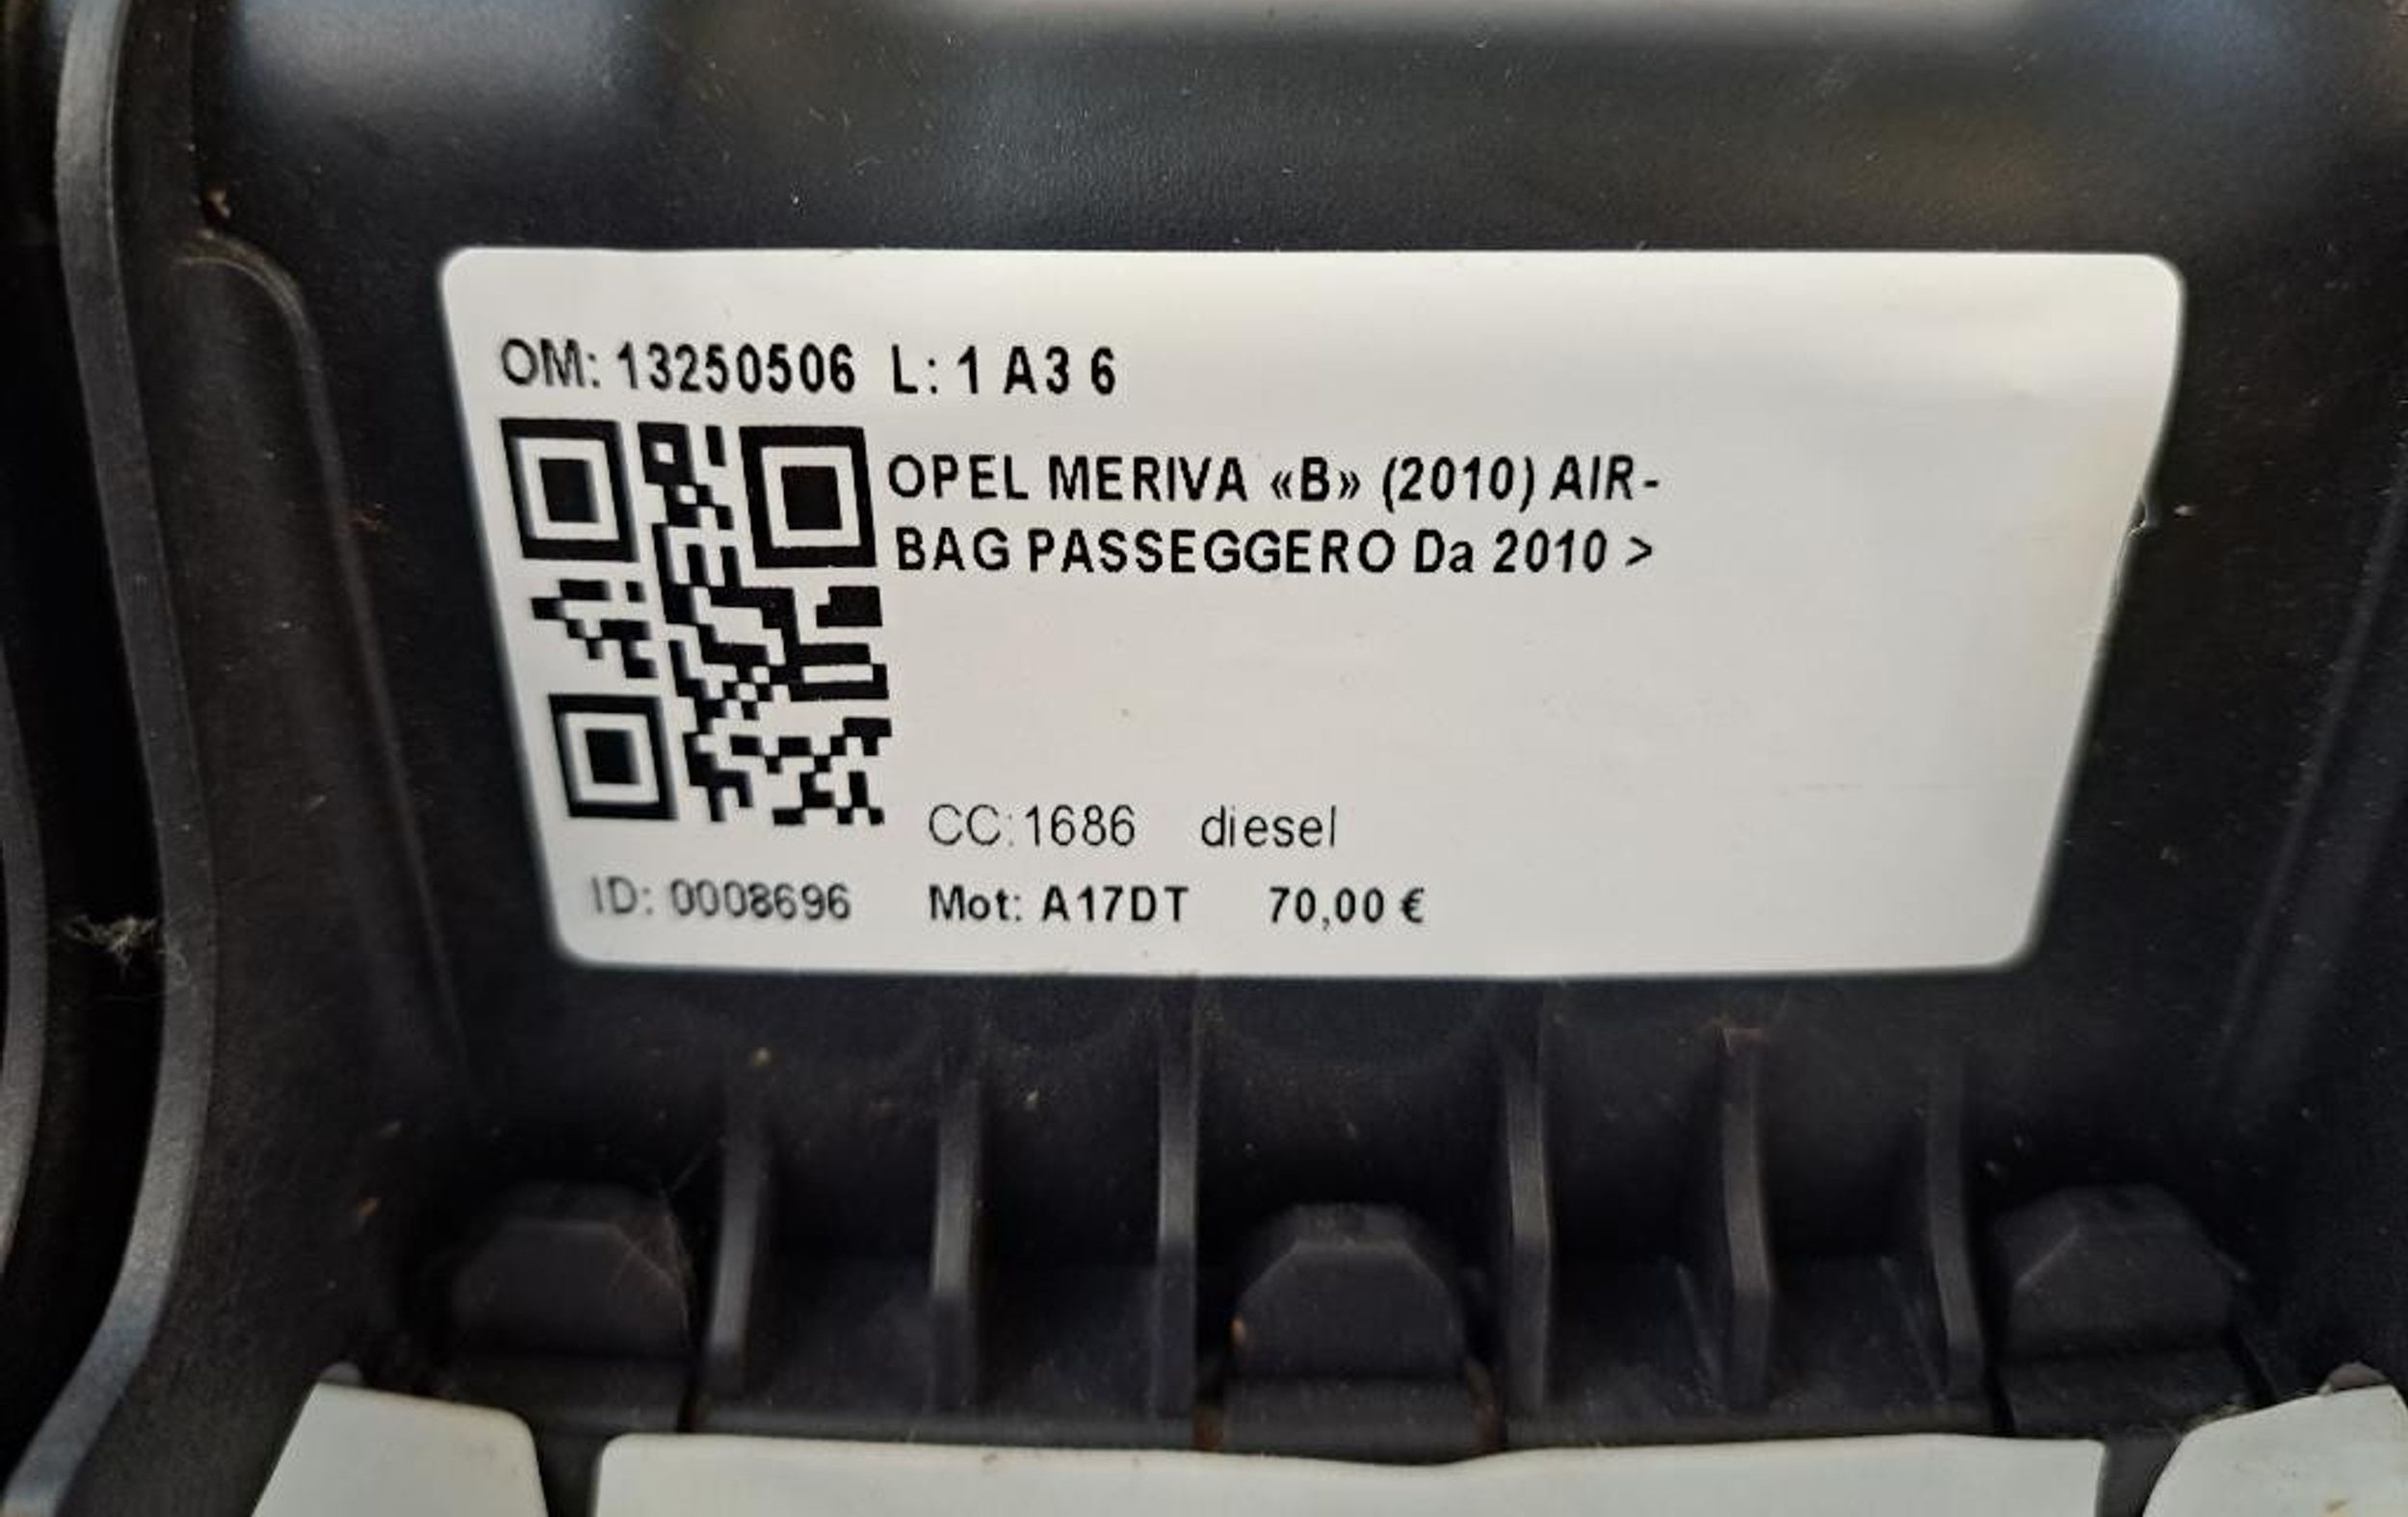 OM: 13250506 L: 1 A3 6
OPEL MERIVA «B» (2010) AIR-
BAG PASSEGGERO Da 2010 >
CC:1686 diesel
ID: 0008696 Mot: A17DT 70,00 €